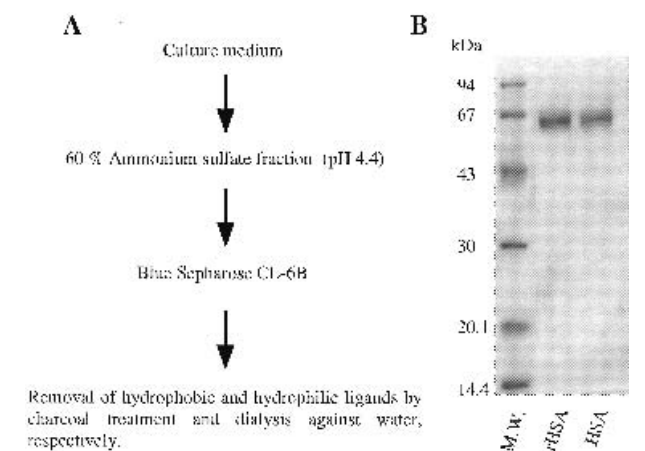 A
Culture medium
60 % Ammonium sulfate fraction (pH 4.4)
Blue Sepharose CL-6B
Removal of hydrophobic and hydrophilic ligands by
charcoal treatment and dialysis against water,
respectively.
B
kDa
94
67
43
30
20.1
14.4
M.W.
rHSA
HSA